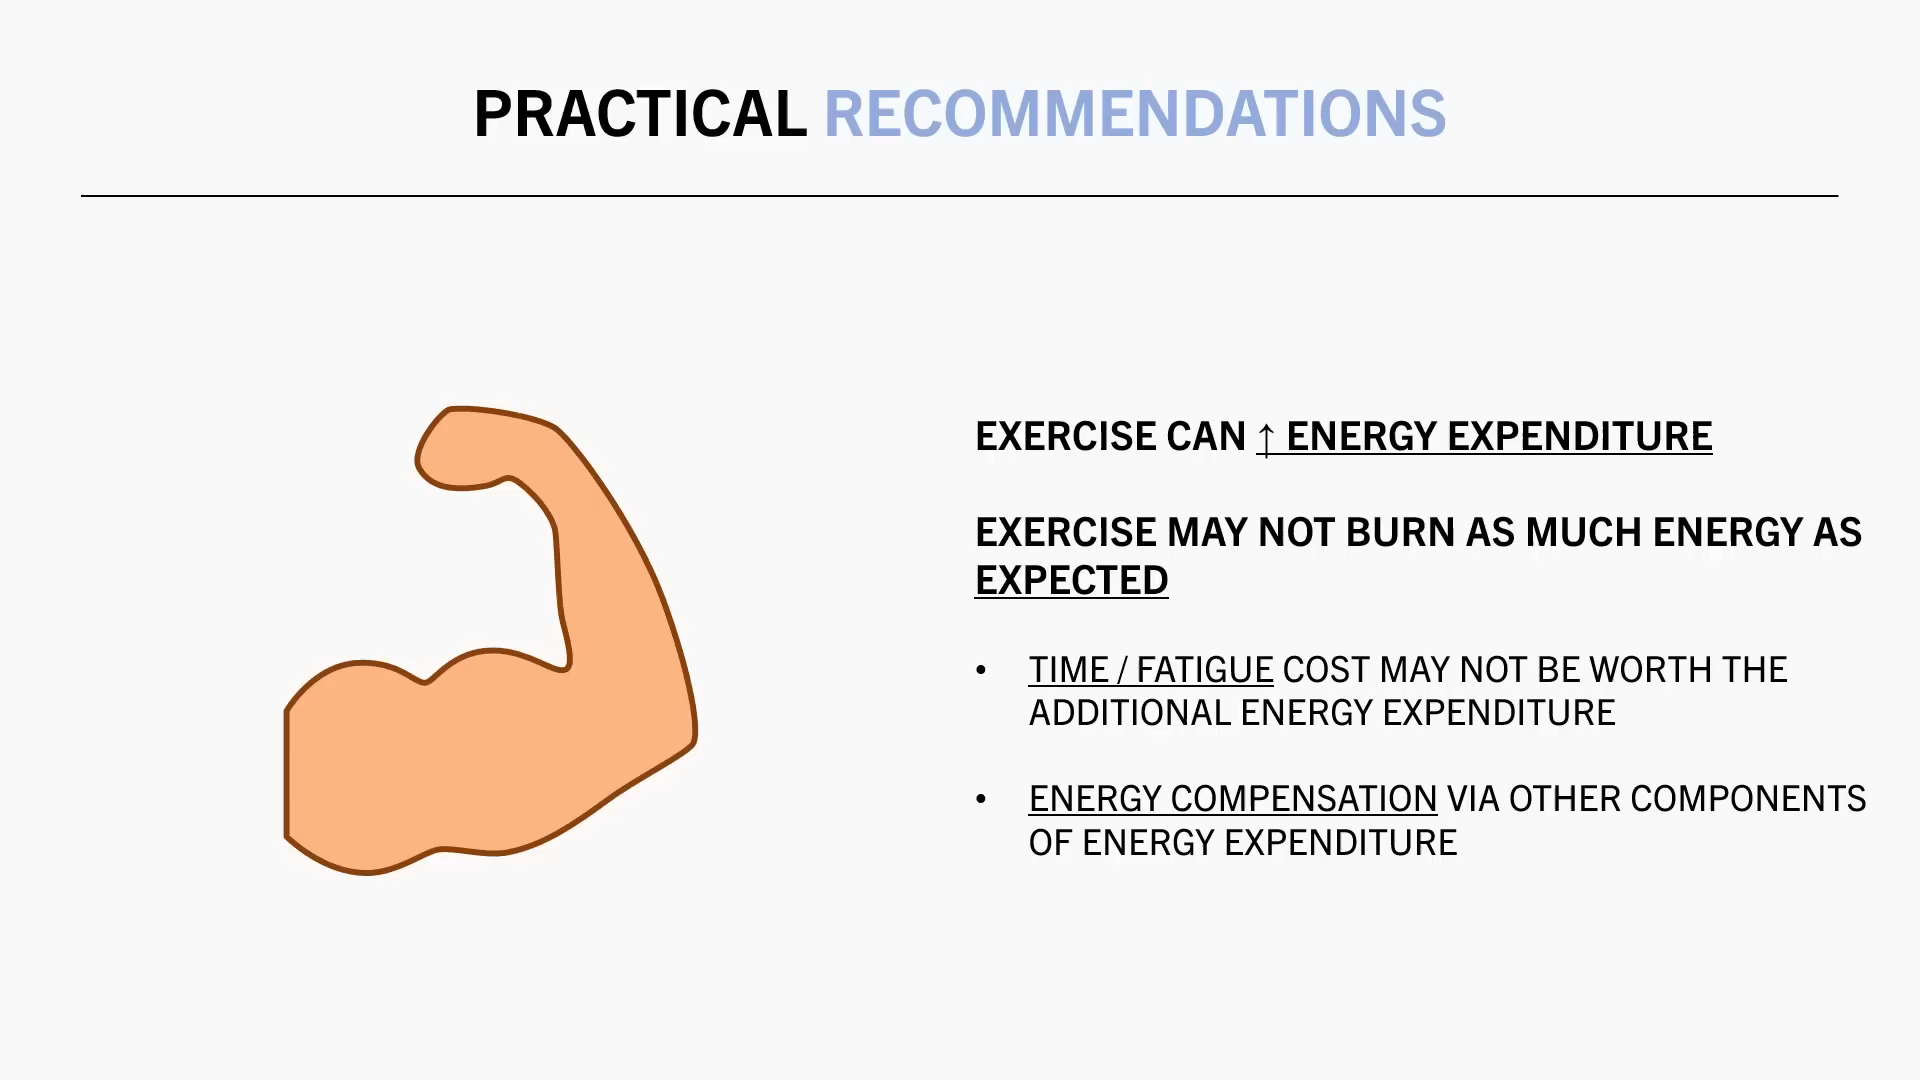 PRACTICAL RECOMMENDATIONS
EXERCISE CAN ↑ ENERGY EXPENDITURE
EXERCISE MAY NOT BURN AS MUCH ENERGY AS
EXPECTED
• TIME / FATIGUE COST MAY NOT BE WORTH THE
ADDITIONAL ENERGY EXPENDITURE
• ENERGY COMPENSATION VIA OTHER COMPONENTS
OF ENERGY EXPENDITURE